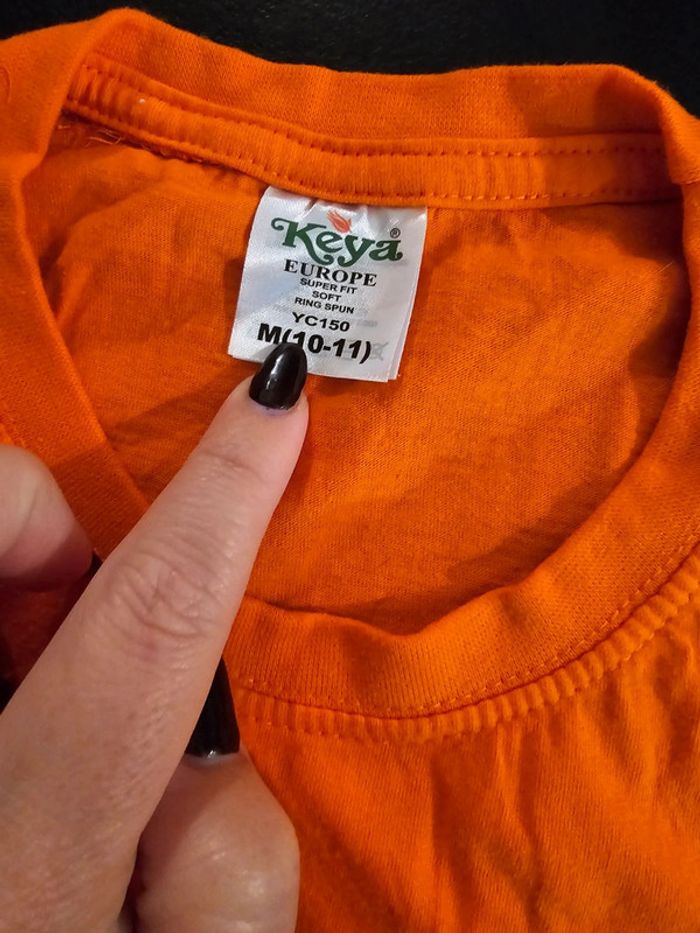 Keya®
EUROPE
SUPER FIT
SOFT
RING SPUN
YC150
M(10-11)